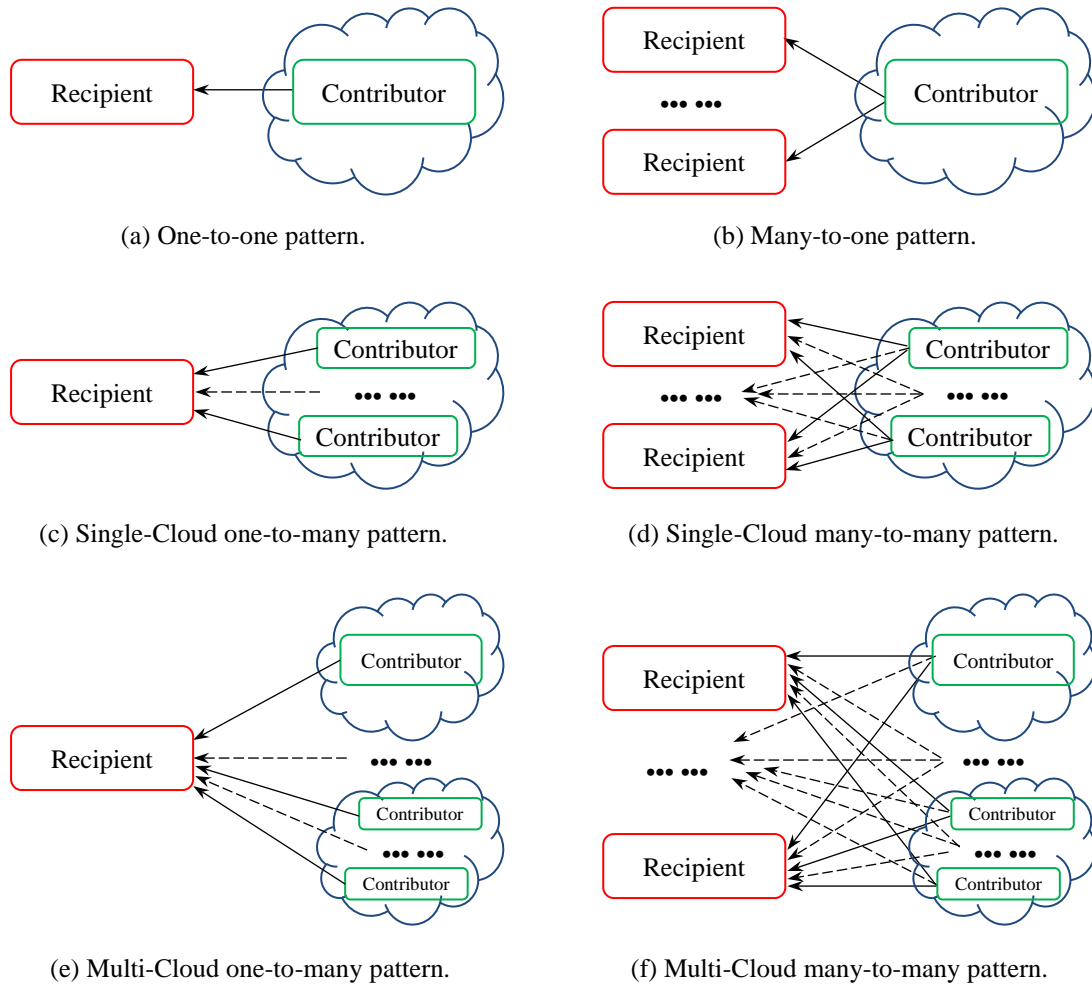 Recipient
Contributor
(a) One-to-one pattern.
Recipient
••• •••
Recipient
Contributor
(b) Many-to-one pattern.
Recipient
Contributor
••• •••
Contributor
(c) Single-Cloud one-to-many pattern.
Recipient
••• •••
Recipient
Contributor
••• •••
Contributor
(d) Single-Cloud many-to-many pattern.
Recipient
Contributor
••• •••
Contributor
••• •••
Contributor
(e) Multi-Cloud one-to-many pattern.
Recipient
••• •••
Recipient
Contributor
••• •••
Contributor
••• •••
Contributor
(f) Multi-Cloud many-to-many pattern.